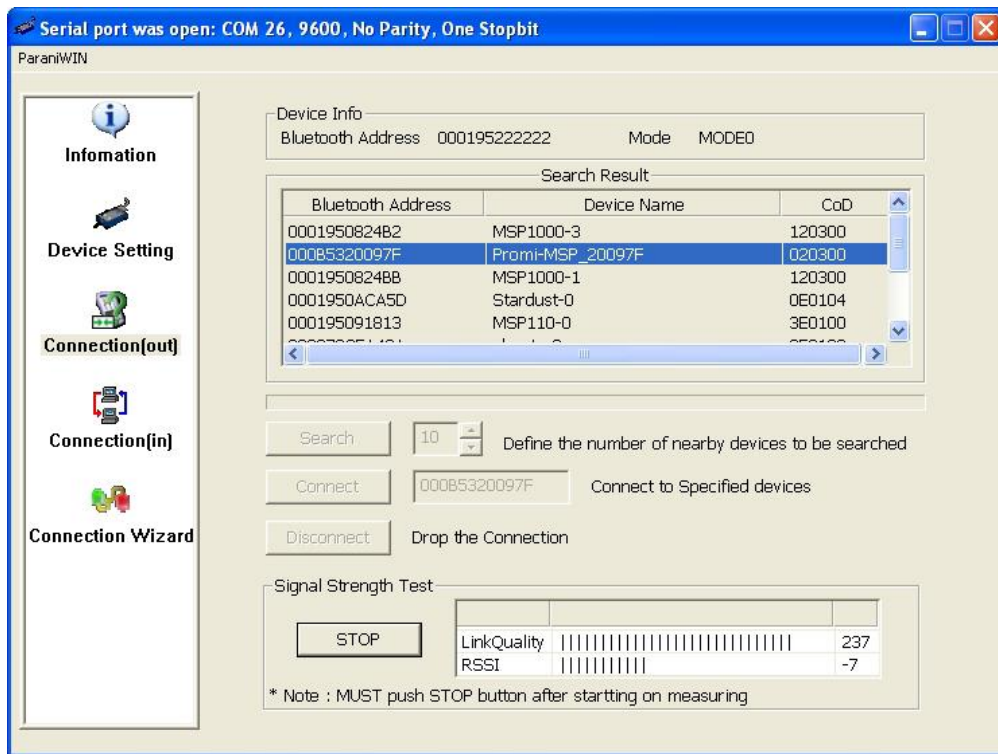 Serial port was open: COM 26, 9600, No Parity, One Stopbit
ParaniWIN
Infomation
Device Setting
Connection(out)
Connection(in)
Connection Wizard
Device Info
Bluetooth Address 000195222222 Mode MODE0
Search Result
Bluetooth Address Device Name CoD
0001950824B2 MSP1000-3 120300
000B5320097F Promi-MSP_20097F 020300
0001950824BB MSP1000-1 120300
0001950ACA5D Stardust-0 0E0104
000195091813 MSP110-0 3E0100
Search 10 Define the number of nearby devices to be searched
Connect 000B5320097F Connect to Specified devices
Disconnect Drop the Connection
Signal Strength Test
STOP
LinkQuality |||||||||||||||||||||||||||||| 237
RSSI ||||||||||| -7
* Note : MUST push STOP button after startting on measuring